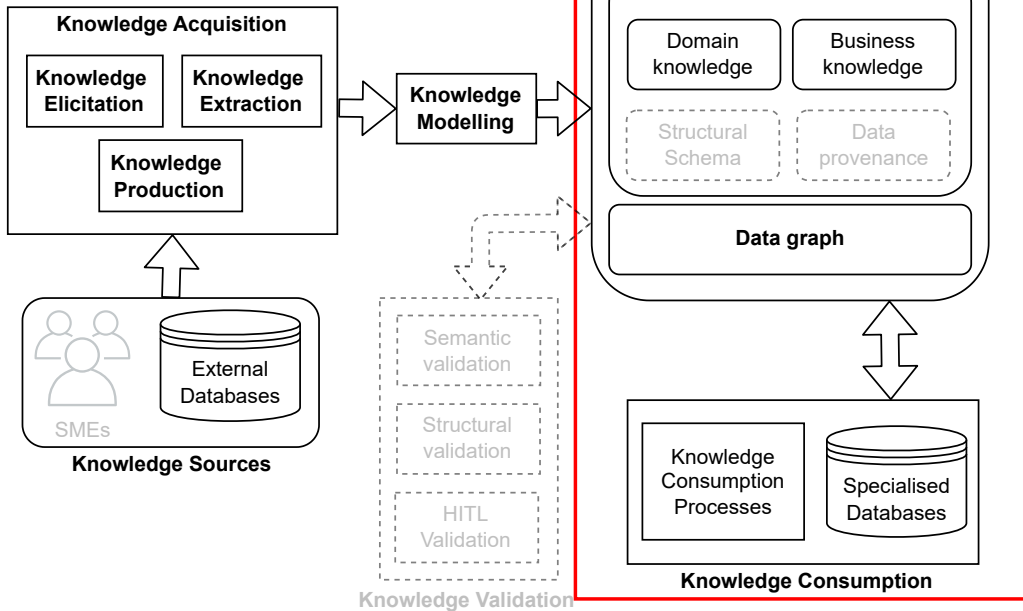 Knowledge Acquisition
Knowledge
Elicitation
Knowledge
Extraction
Knowledge
Production
Knowledge
Modelling
Domain
knowledge
Business
knowledge
Structural
Schema
Data
provenance
Data graph
SMEs
External
Databases
Knowledge Sources
Semantic
validation
Structural
validation
HITL
Validation
Knowledge Validation
Knowledge
Consumption
Processes
Specialised
Databases
Knowledge Consumption